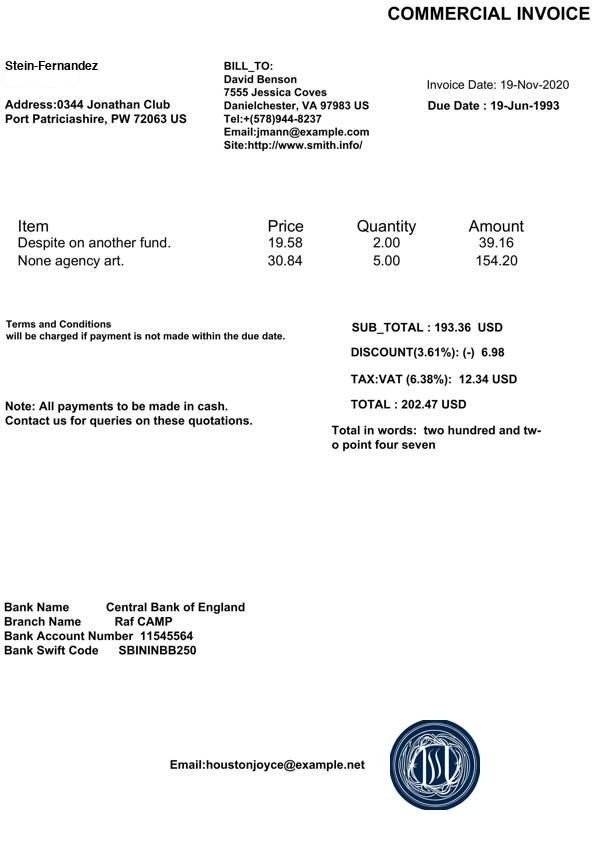 COMMERCIAL INVOICE
Stein-Fernandez
Address:0344 Jonathan Club
Port Patriciashire, PW 72063 US
BILL_TO:
David Benson
7555 Jessica Coves
Danielchester, VA 97983 US
Tel:+(578)944-8237
Email:jmann@example.com
Site:http://www.smith.info/
Invoice Date: 19-Nov-2020
Due Date : 19-Jun-1993
Item Price Quantity Amount
Despite on another fund. 19.58 2.00 39.16
None agency art. 30.84 5.00 154.20
Terms and Conditions
will be charged if payment is not made within the due date.
SUB_TOTAL : 193.36 USD
DISCOUNT(3.61%): (-) 6.98
TAX:VAT (6.38%): 12.34 USD
TOTAL : 202.47 USD
Note: All payments to be made in cash.
Contact us for queries on these quotations.
Total in words: two hundred and tw-
o point four seven
Bank Name Central Bank of England
Branch Name Raf CAMP
Bank Account Number 11545564
Bank Swift Code SBININBB250
Email:houstonjoyce@example.net